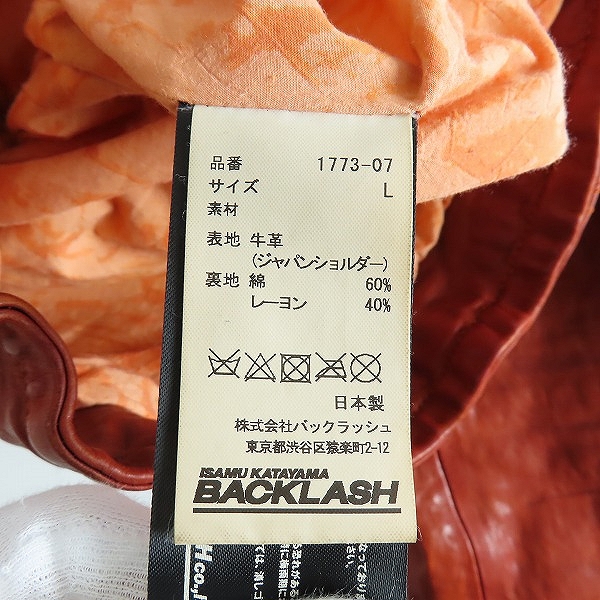 品番 1773-07
サイズ L
素材
表地 牛革
(ジャパンショルダー)
裏地 綿 60%
レーヨン 40%
日本製
株式会社バックラッシュ
東京都渋谷区猿楽町2-12
ISAMU KATAYAMA
BACKLASH